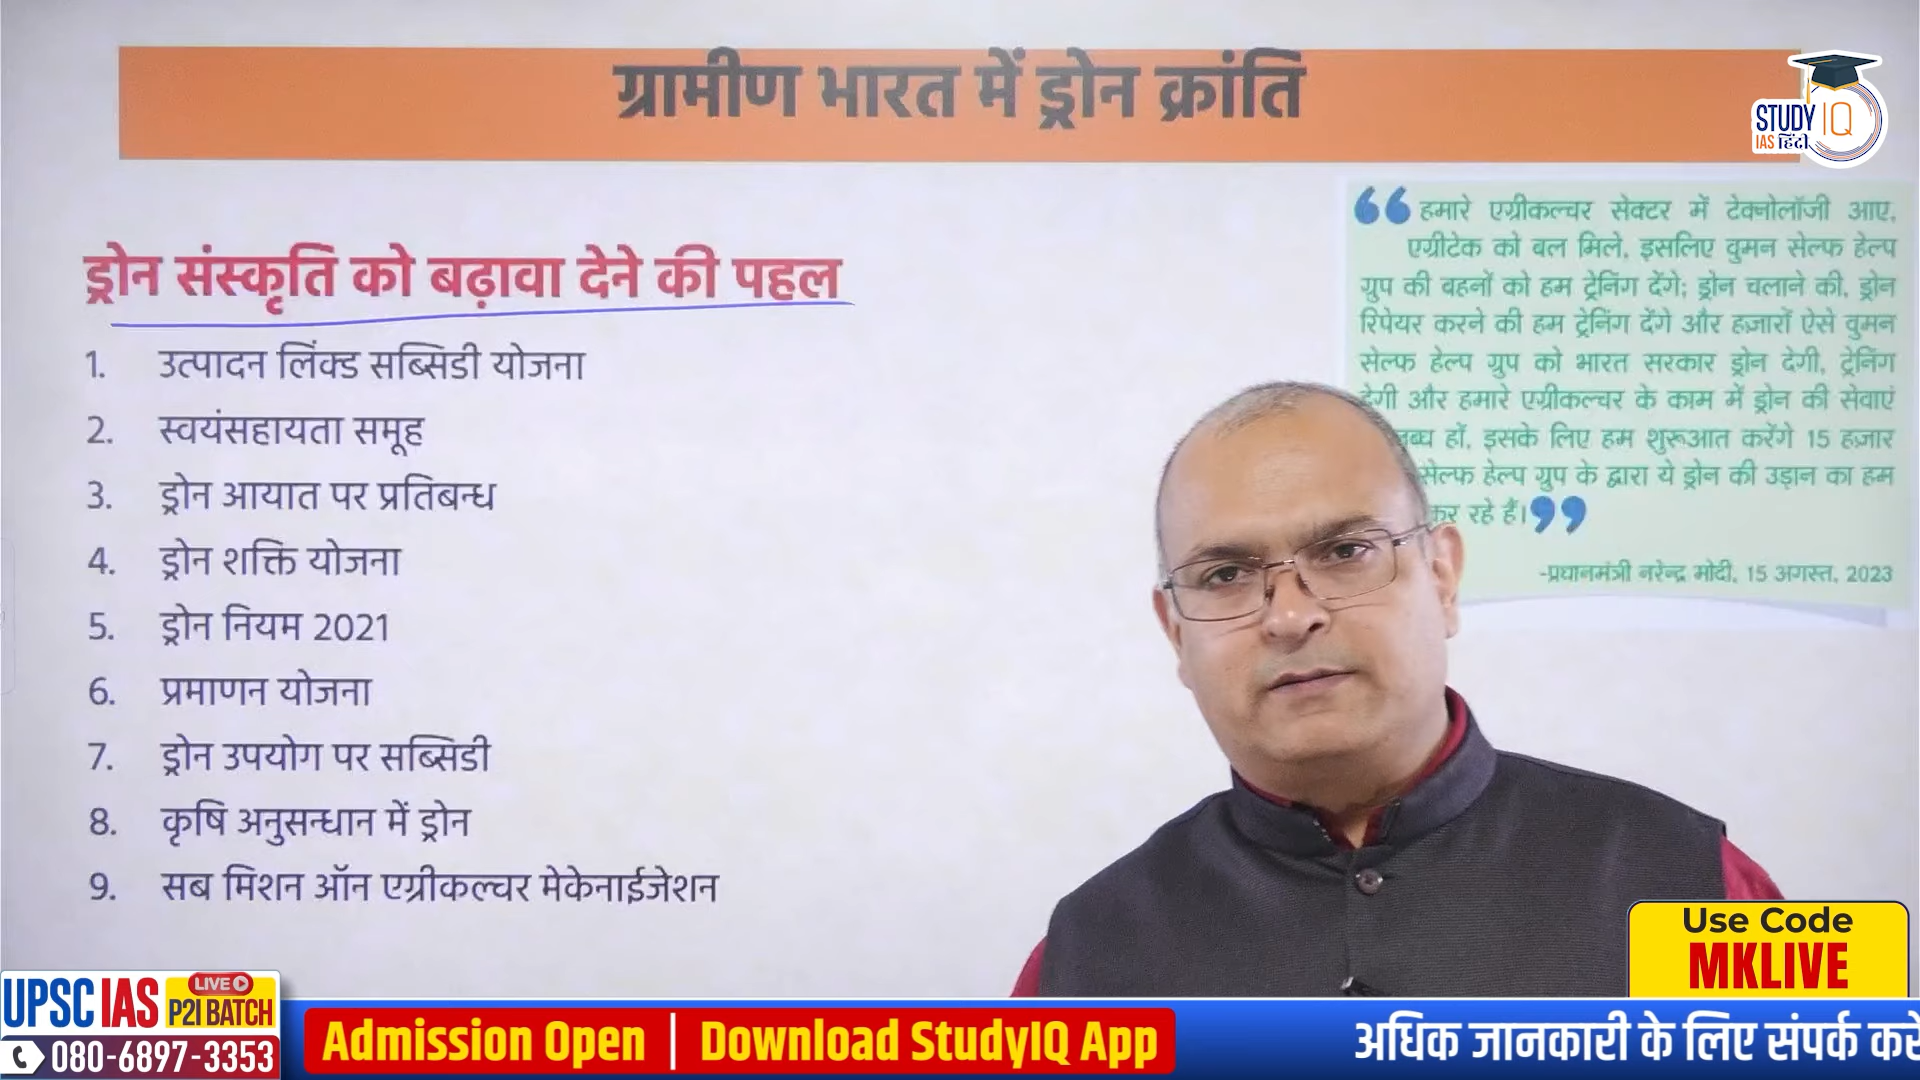 ग्रामीण भारत में ड्रोन क्रांति
STUDY IQ
IAS हिंदी
ड्रोन संस्कृति को बढ़ावा देने की पहल
1. उत्पादन लिंक्ड सब्सिडी योजना
2. स्वयंसहायता समूह
3. ड्रोन आयात पर प्रतिबन्ध
4. ड्रोन शक्ति योजना
5. ड्रोन नियम 2021
6. प्रमाणन योजना
7. ड्रोन उपयोग पर सब्सिडी
8. कृषि अनुसन्धान में ड्रोन
9. सब मिशन ऑन एग्रीकल्चर मेकेनाईजेशन
“ हमारे एग्रीकल्चर सेक्टर में टेक्नोलॉजी आए,
एग्रीटेक को बल मिले, इसलिए वुमन सेल्फ हेल्प
ग्रुप की बहनों को हम ट्रेनिंग देंगे; ड्रोन चलाने की, ड्रोन
रिपेयर करने की हम ट्रेनिंग देंगे और हज़ारों ऐसे वुमन
सेल्फ हेल्प ग्रुप को भारत सरकार ड्रोन देगी, ट्रेनिंग
देगी और हमारे एग्रीकल्चर के काम में ड्रोन की सेवाएं
हों, इसके लिए हम शुरूआत करेंगे 15 हज़ार
सेल्फ हेल्प ग्रुप के द्वारा ये ड्रोन की उड़ान का हम
कर रहे हैं। ”
-प्रधानमंत्री नरेन्द्र मोदी, 15 अगस्त, 2023
Use Code
MKLIVE
UPSC IAS LIVE P2I BATCH
080-6897-3353
Admission Open | Download StudyIQ App
अधिक जानकारी के लिए संपर्क करे